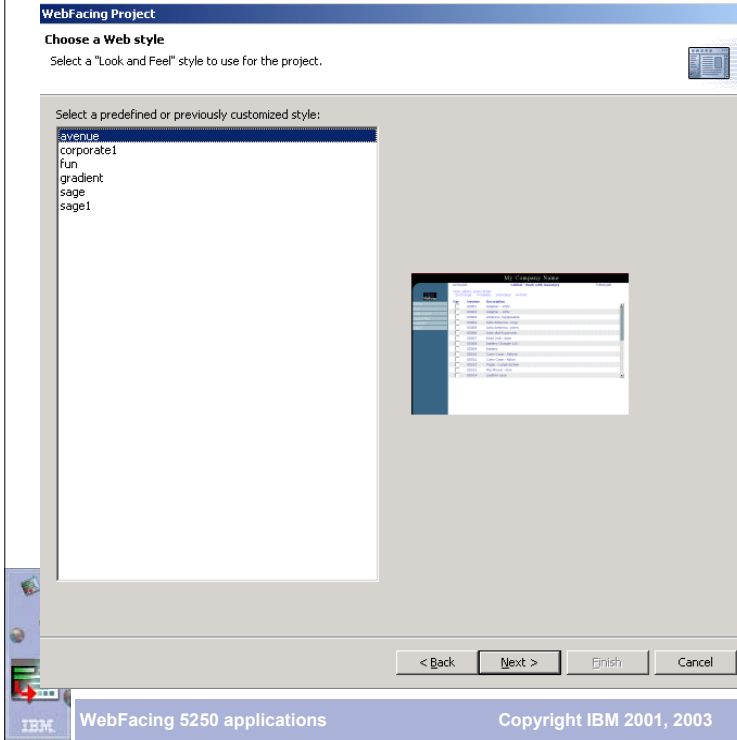 WebFacing Project
Choose a Web style
Select a "Look and Feel" style to use for the project.
Select a predefined or previously customized style:
avenue
corporate1
fun
gradient
sage
sage1
My Company Name
< Back
Next >
Finish
Cancel
IBM
WebFacing 5250 applications
Copyright IBM 2001, 2003